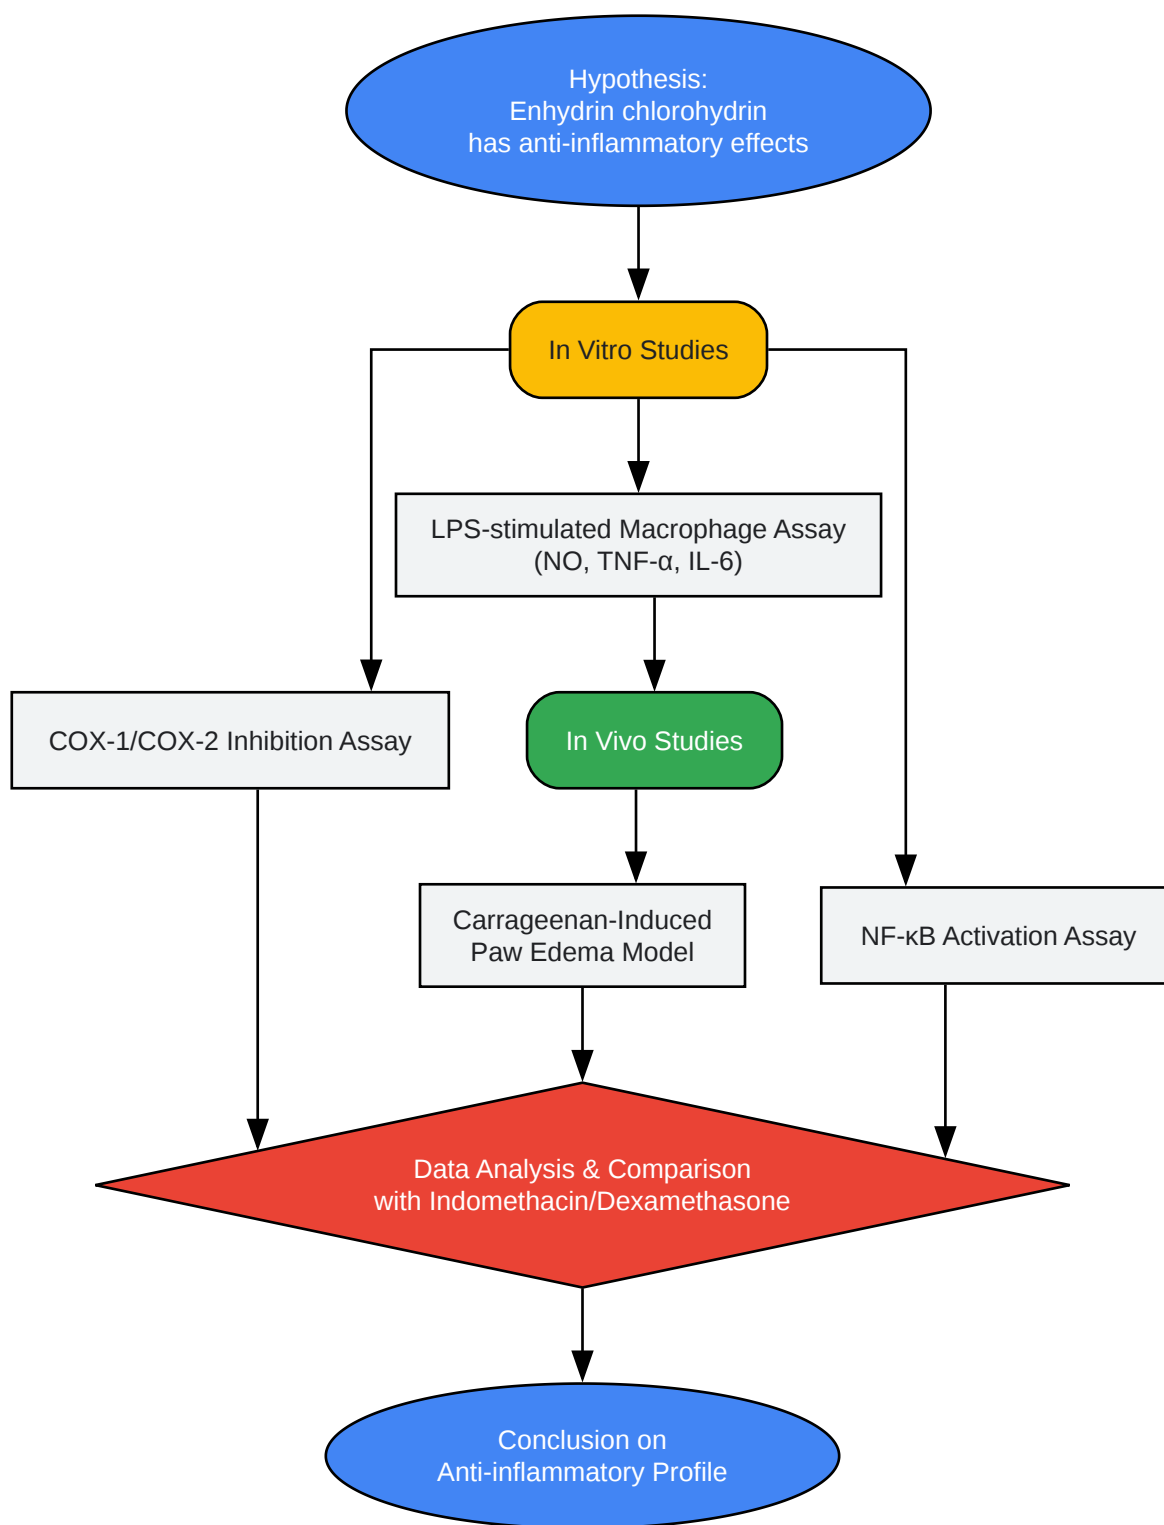 Hypothesis:
Enhydrin chlorohydrin
has anti-inflammatory effects
In Vitro Studies
LPS-stimulated Macrophage Assay
(NO, TNF-α, IL-6)
COX-1/COX-2 Inhibition Assay
In Vivo Studies
Carrageenan-Induced
Paw Edema Model
NF-κB Activation Assay
Data Analysis & Comparison
with Indomethacin/Dexamethasone
Conclusion on
Anti-inflammatory Profile